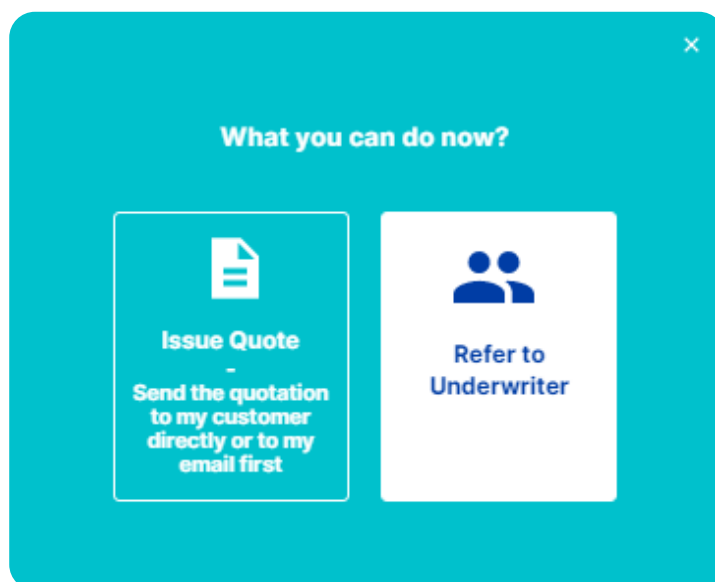 What you can do now?
Issue Quote
-
Send the quotation
to my customer
directly or to my
email first
Refer to
Underwriter